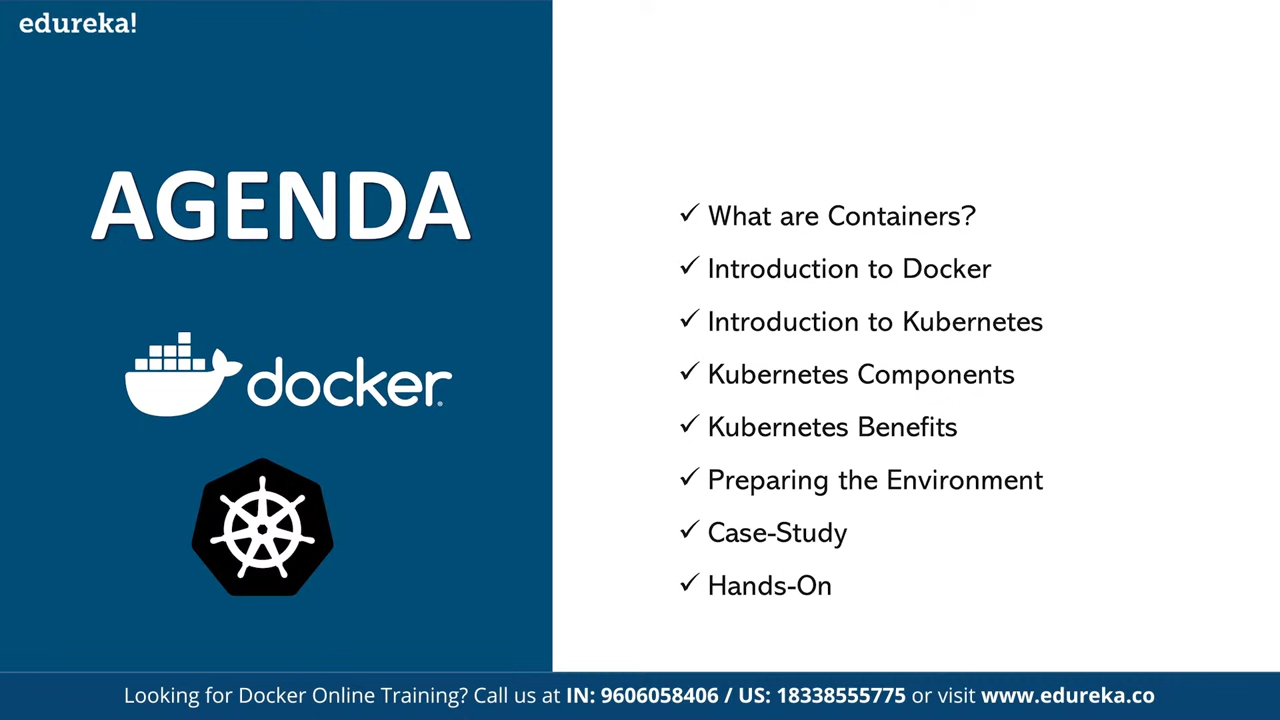 edureka!
AGENDA
docker
✓ What are Containers?
✓ Introduction to Docker
✓ Introduction to Kubernetes
✓ Kubernetes Components
✓ Kubernetes Benefits
✓ Preparing the Environment
✓ Case-Study
✓ Hands-On
Looking for Docker Online Training? Call us at IN: 9606058406 / US: 18338555775 or visit www.edureka.co